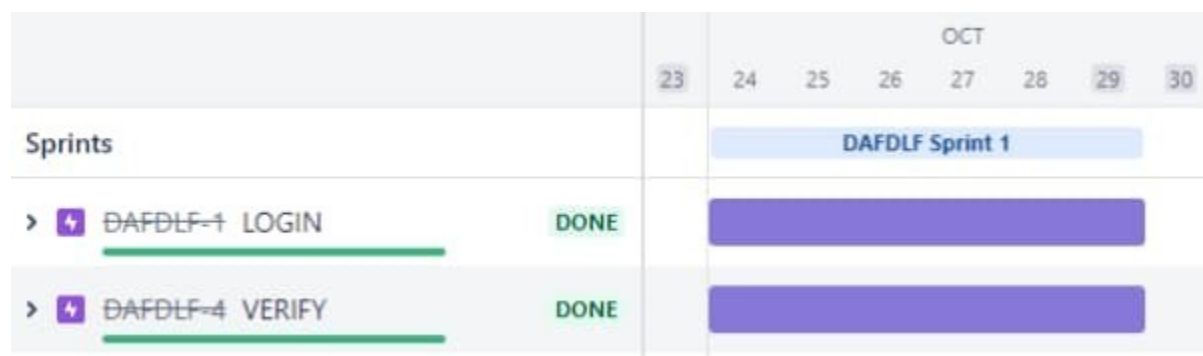 OCT
23 24 25 26 27 28 29 30
Sprints DAFDLF Sprint 1
DAFDLF-1 LOGIN DONE
DAFDLF-4 VERIFY DONE